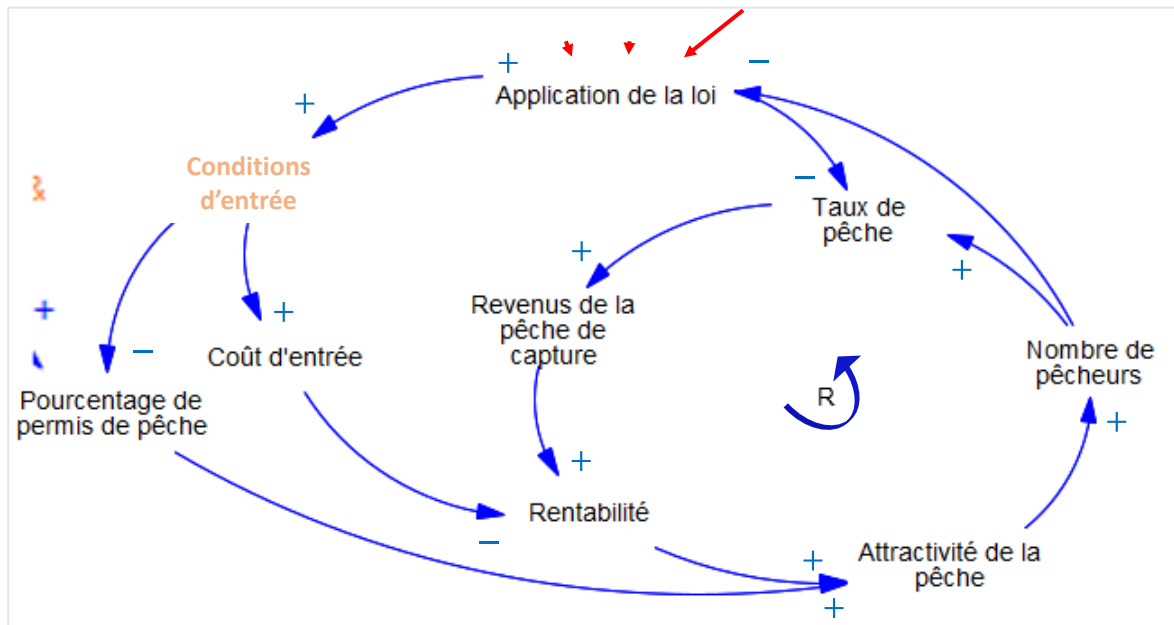 +
−
Application de la loi
+
Conditions
d'entrée
&
−
Taux de
pêche
+
+
Revenus de la
pêche de
capture
+
+
−
Coût d'entrée
Nombre de
pêcheurs
Pourcentage de
permis de pêche
R
+
+
Rentabilité
−
Attractivité de la
pêche
+
+